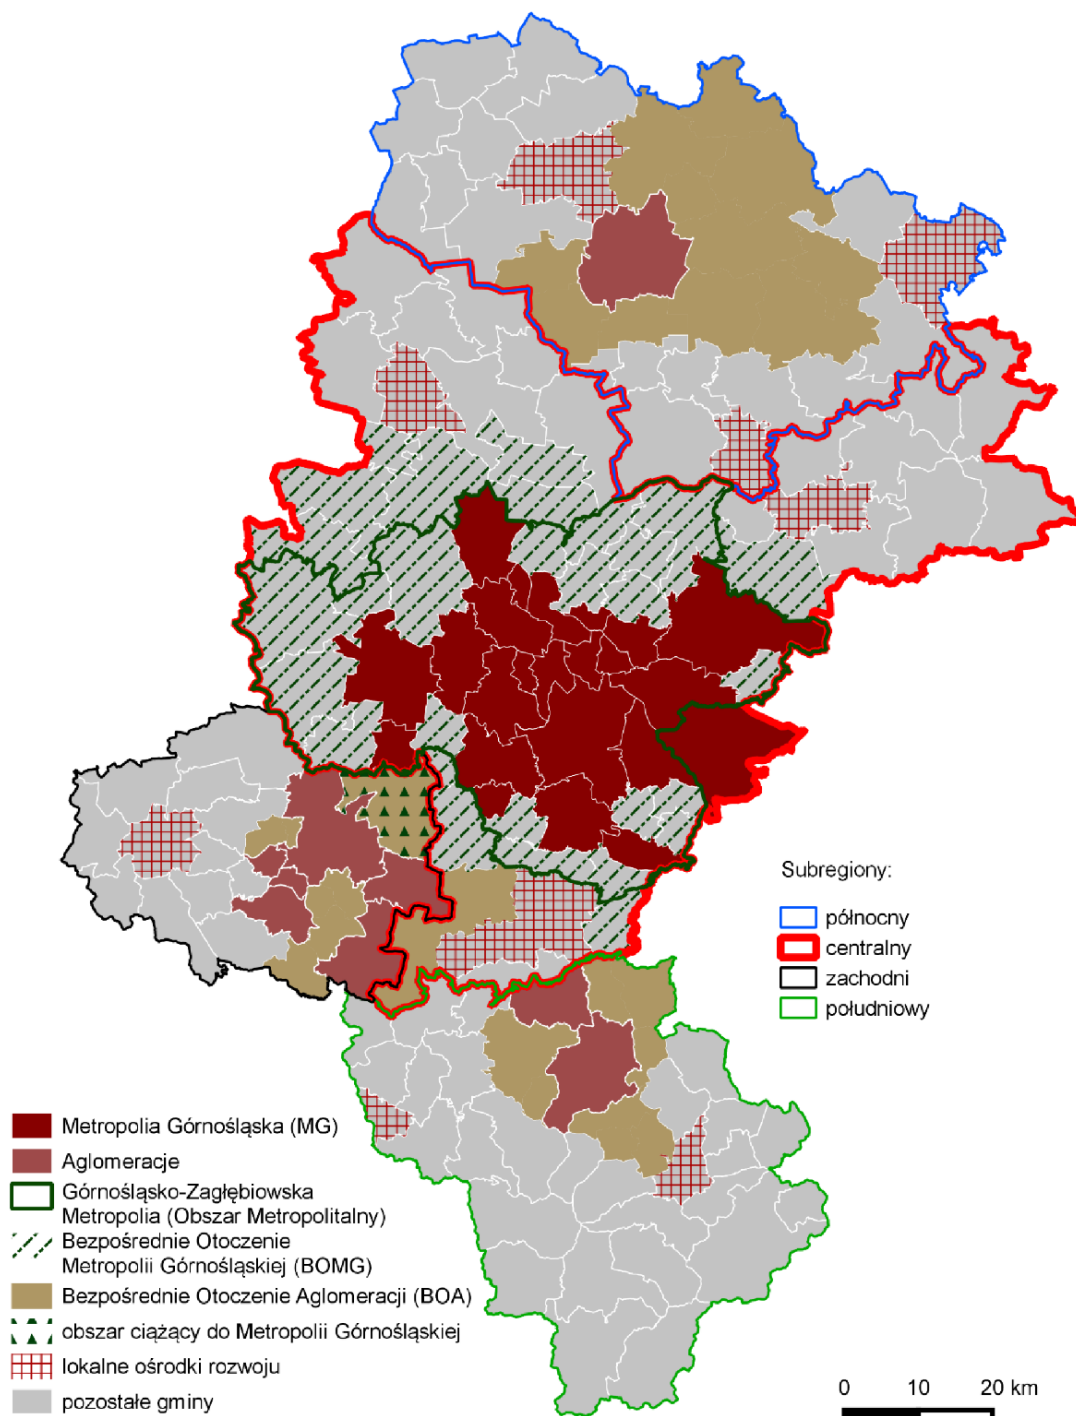 Subregiony:
północny
centralny
zachodni
południowy
Metropolia Górnośląska (MG)
Aglomeracje
Górnośląsko-Zagłębiowska
Metropolia (Obszar Metropolitalny)
Bezpośrednie Otoczenie
Metropolii Górnośląskiej (BOMG)
Bezpośrednie Otoczenie Aglomeracji (BOA)
obszar ciążący do Metropolii Górnośląskiej
lokalne ośrodki rozwoju
pozostałe gminy
0 10 20 km